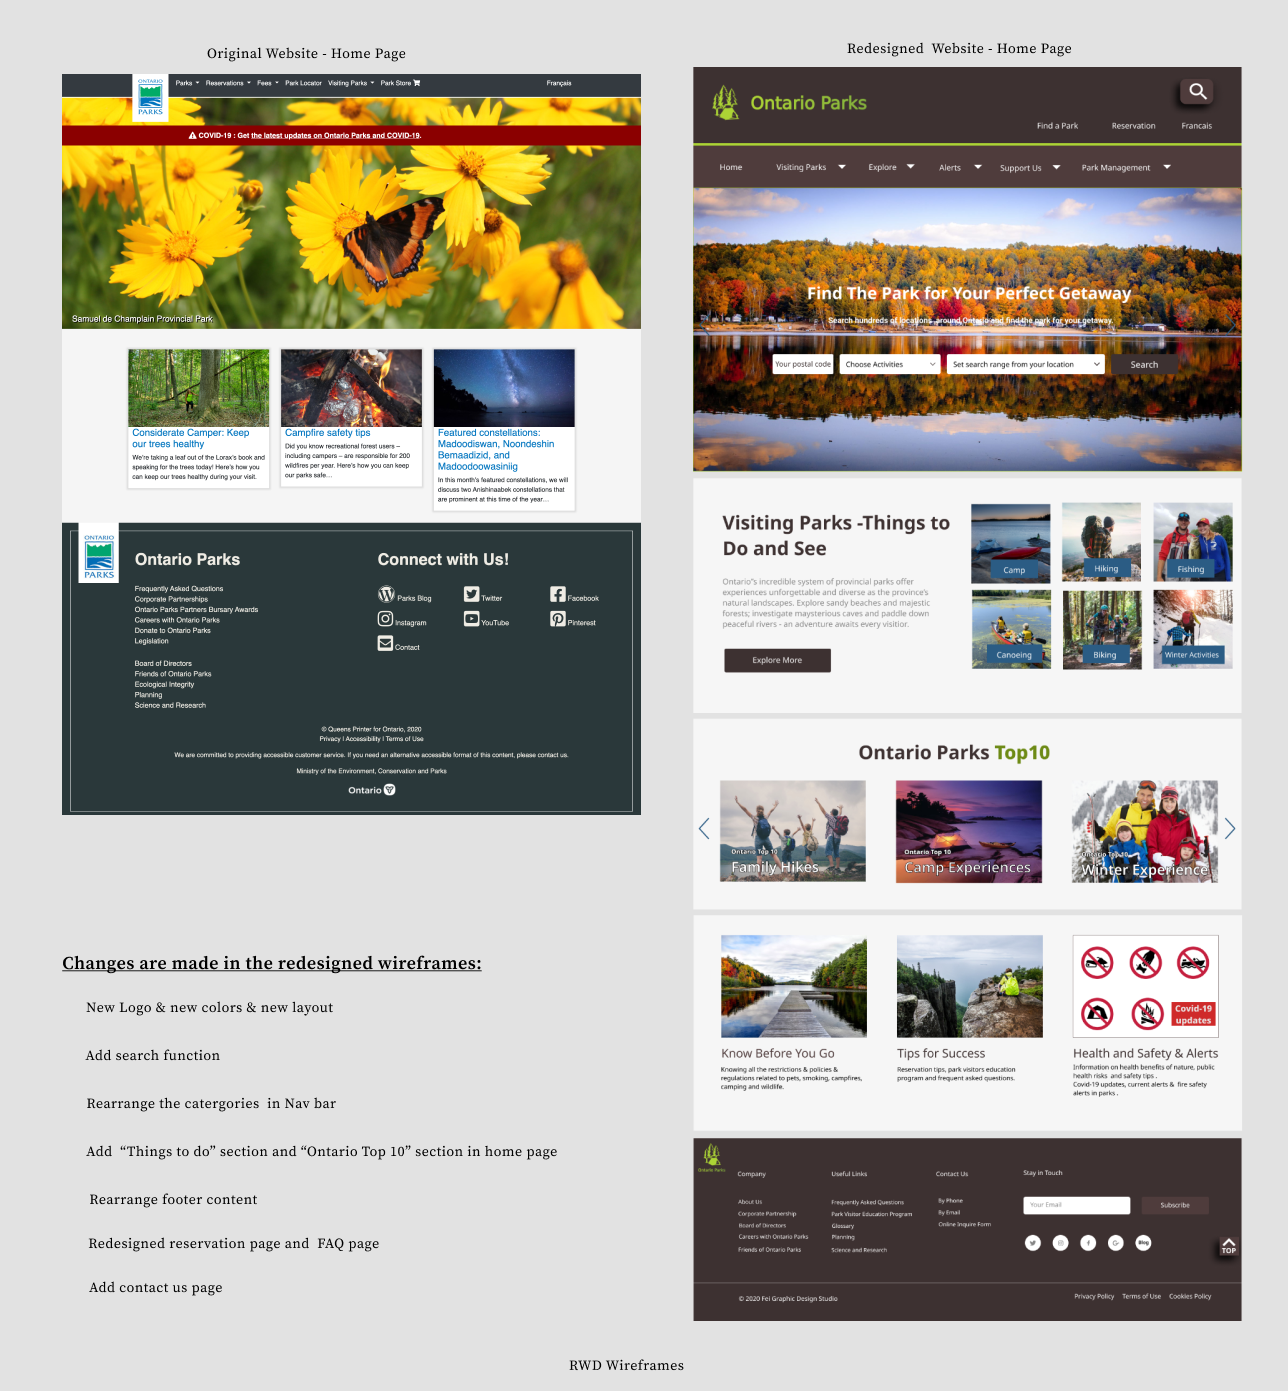 Original Website - Home Page
ONTARIO
PARKS
Parks
Reservations
Fees
Park Locator
Visiting Parks
Park Store
Français
COVID-19 : Get the latest updates on Ontario Parks and COVID-19.
Samuel de Champlain Provincial Park
Considerate Camper: Keep
our trees healthy
We're taking a leaf out of the Lorax's book and
speaking for the trees today! Here's how you
can keep our trees healthy during your visit.
Campfire safety tips
Did you know recreational forest users –
including campers – are responsible for 200
wildfires per year. Here's how you can keep
our parks safe…
Featured constellations:
Madoodiswan, Noondeshin
Bemaadizid, and
Madoodoowasiniig
In this month's featured constellations, we will
discuss two Anishinaabek constellations that
are prominent at this time of the year…
ONTARIO
PARKS
Ontario Parks
Frequently Asked Questions
Corporate Partnerships
Ontario Parks Partners Bursary Awards
Careers with Ontario Parks
Donate to Ontario Parks
Legislation
Board of Directors
Friends of Ontario Parks
Ecological Integrity
Planning
Science and Research
Connect with Us!
Parks Blog
Twitter
Facebook
Instagram
YouTube
Pinterest
Contact
© Queens Printer for Ontario, 2020
Privacy | Accessibility | Terms of Use
We are committed to providing accessible customer service. If you need an alternative accessible format of this content, please contact us.
Ministry of the Environment, Conservation and Parks
Ontario
Changes are made in the redesigned wireframes:
New Logo & new colors & new layout
Add search function
Rearrange the catergories  in Nav bar
Add  “Things to do” section and “Ontario Top 10” section in home page
Rearrange footer content
Redesigned reservation page and  FAQ page
Add contact us page
Redesigned  Website - Home Page
Ontario Parks
Find a Park
Reservation
Francais
Home
Visiting Parks
Explore
Alerts
Support Us
Park Management
Find The Park for Your Perfect Getaway
Search hundreds of locations  around Ontario and find the park for your getaway.
Your postal code
Choose Activities
Set search range from your location
Search
Visiting Parks -Things to
Do and See
Ontario"s incredible system of provincial parks offer
experiences unforgettable and diverse as the province's
natural landscapes. Explore sandy beaches and majestic
forests; investigate maysterious caves and paddle down
peaceful rivers - an adventure awaits every visitior.
Explore More
Camp
Hiking
Fishing
Canoeing
Biking
Winter Activities
Ontario Parks Top10
Ontario Top 10
Family Hikes
Ontario Top 10
Camp Experiences
Ontario Top 10
Winter Experience
Covid-19
updates
Know Before You Go
Knowing all the restrictions & policies &
regulations related to pets, smoking, campfires,
camping and wildlife.
Tips for Success
Reservation tips, park visitors education
program and frequent asked questions.
Health and Safety & Alerts
Information on health benefits of nature, public
health risks  and safety tips .
Covid-19 updates, current alerts &  fire safety
alerts in parks .
Ontario Parks
Company
About Us
Corporate Partnership
Board of Directors
Careers with Ontario Parks
Friends of Ontario Parks
Useful Links
Frequently Asked Questions
Park Visitor Education Program
Glossary
Planning
Science and Research
Contact Us
By Phone
By Email
Online Inquire Form
Stay in Touch
Your Email
Subscribe
Blog
TOP
© 2020 Fei Graphic Design Studio
Privacy Policy
Terms of Use
Cookies Policy
RWD Wireframes